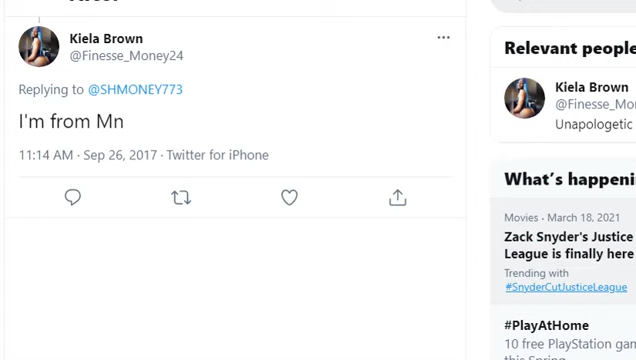 Kiela Brown
@Finesse_Money24
Replying to @SHMONEY773
I'm from Mn
11:14 AM · Sep 26, 2017 · Twitter for iPhone
Relevant people
Kiela Brown
@Finesse_Mo
Unapologetic
What's happeni
Movies · March 18, 2021
Zack Snyder's Justice
League is finally here
Trending with
#SnyderCutJusticeLeague
#PlayAtHome
10 free PlayStation gam
this Spring